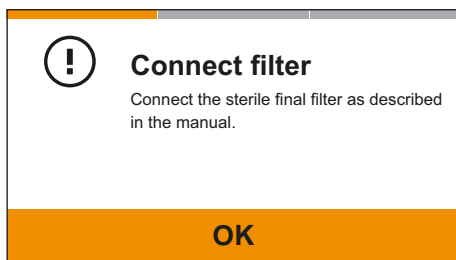 Connect filter
Connect the sterile final filter as described
in the manual.
OK